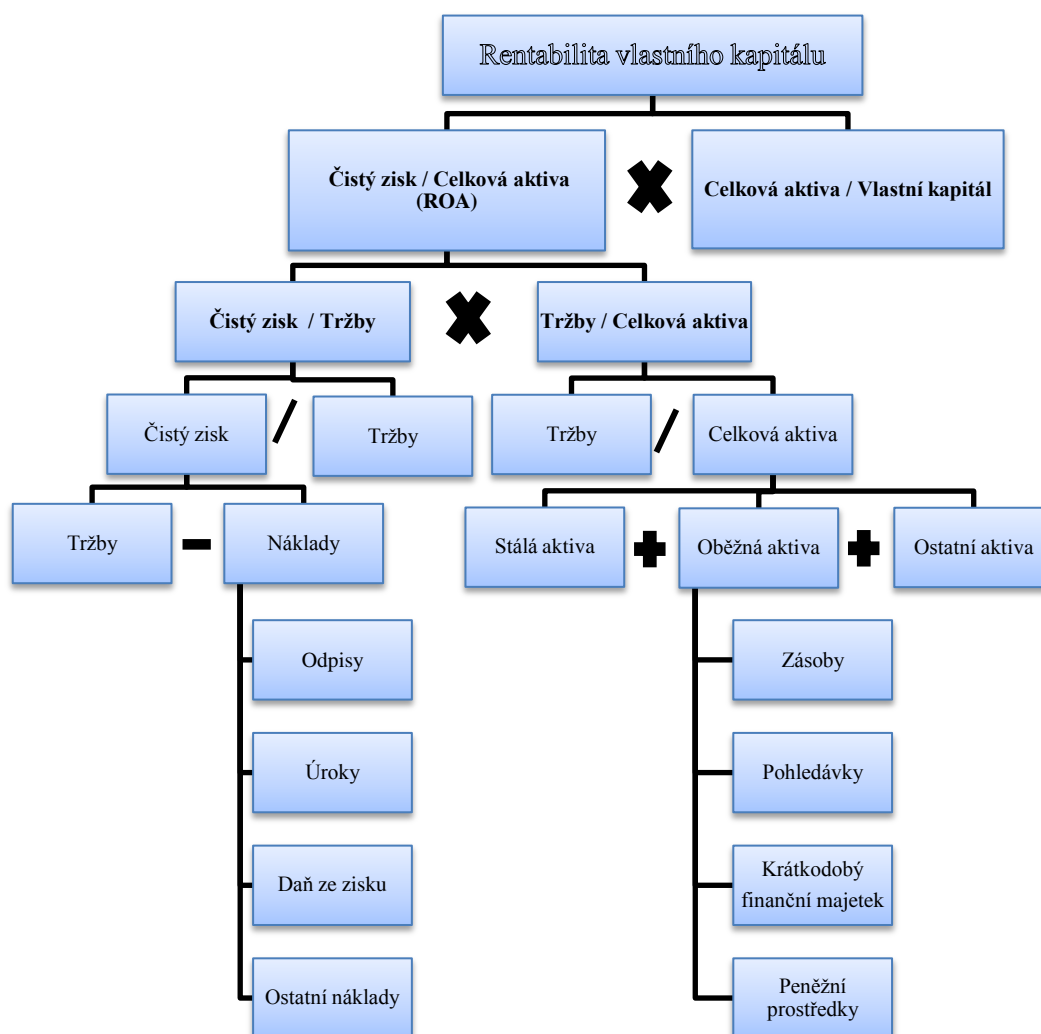 Rentabilita vlastního kapitálu
Čistý zisk / Celková aktiva
(ROA)
Celková aktiva / Vlastní kapitál
Čistý zisk / Tržby
Tržby / Celková aktiva
Čistý zisk
/
Tržby
Tržby
/
Celková aktiva
Tržby
Náklady
Stálá aktiva
Oběžná aktiva
Ostatní aktiva
Odpisy
Zásoby
Úroky
Pohledávky
Daň ze zisku
Krátkodobý
finanční majetek
Ostatní náklady
Peněžní
prostředky